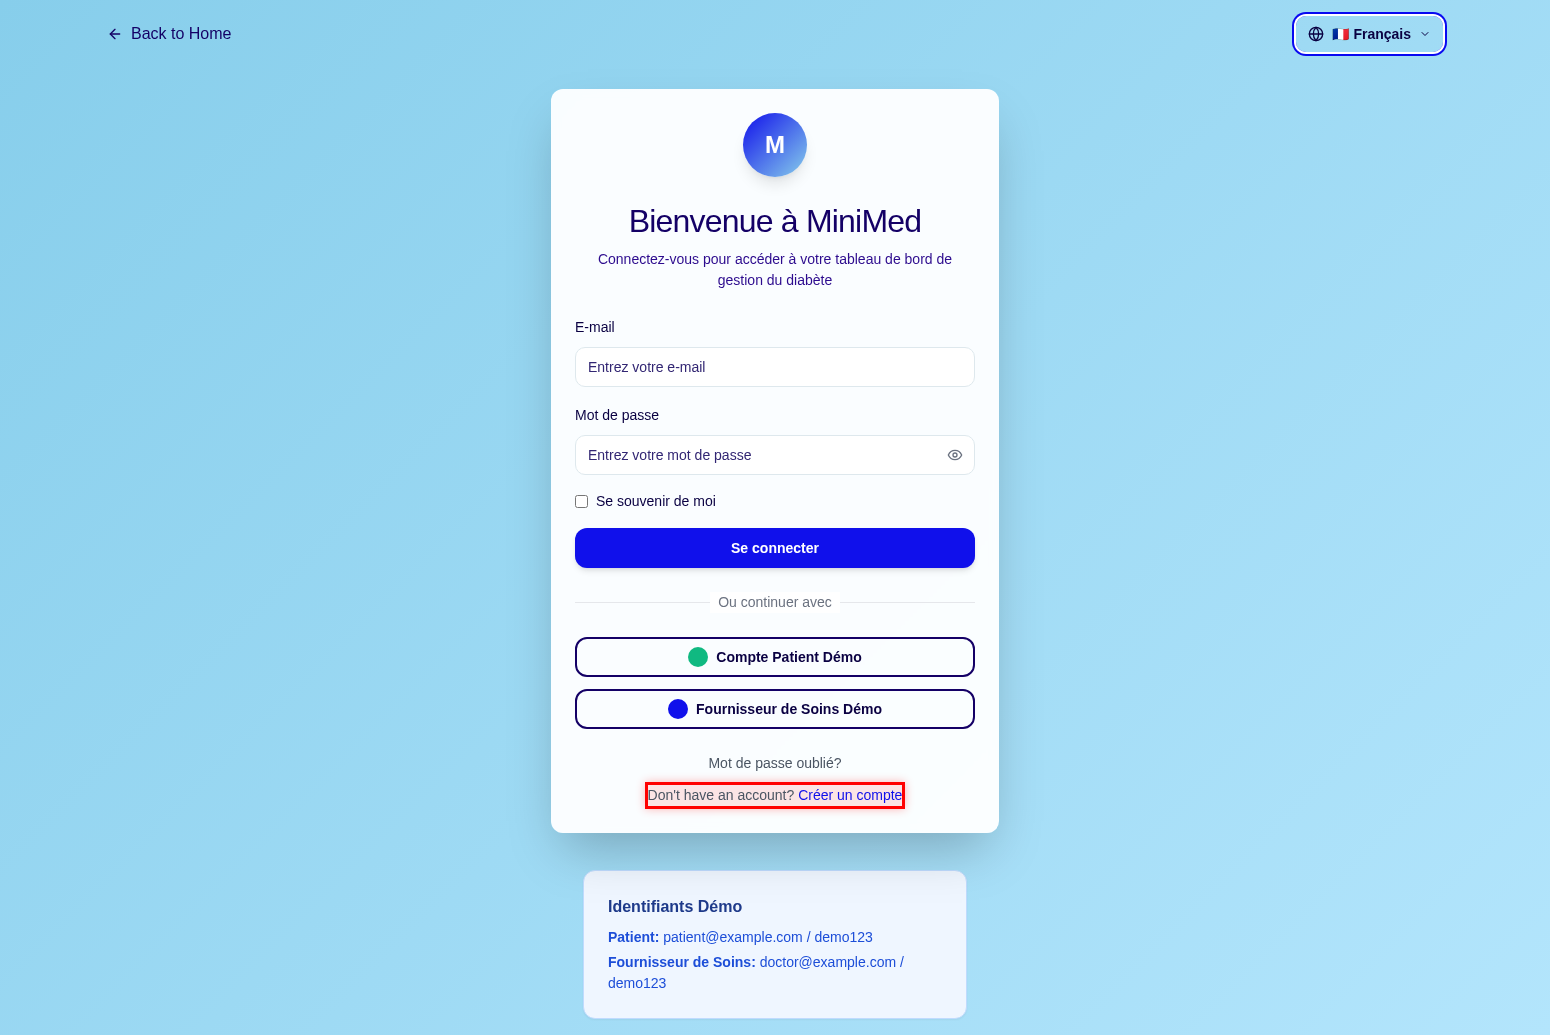 Back to Home
🇫🇷 Français
M
Bienvenue à MiniMed
Connectez-vous pour accéder à votre tableau de bord de
gestion du diabète
E-mail
Entrez votre e-mail
Mot de passe
Entrez votre mot de passe
Se souvenir de moi
Se connecter
Ou continuer avec
Compte Patient Démo
Fournisseur de Soins Démo
Mot de passe oublié?
Don't have an account? Créer un compte
Identifiants Démo
Patient: patient@example.com / demo123
Fournisseur de Soins: doctor@example.com /
demo123